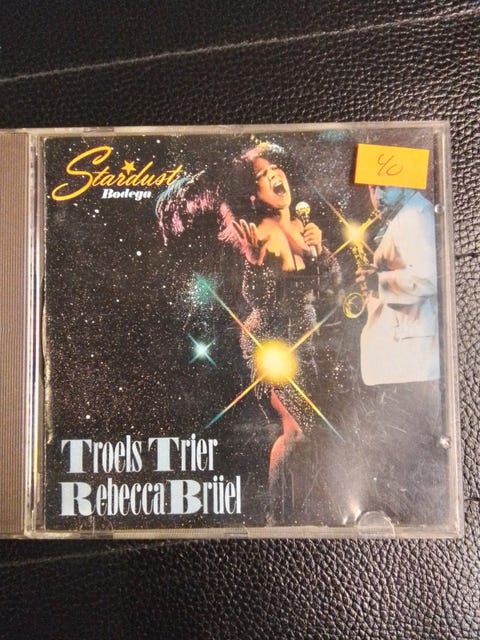 Stardust
Bodega
40
Troels Trier
Rebecca Brüel